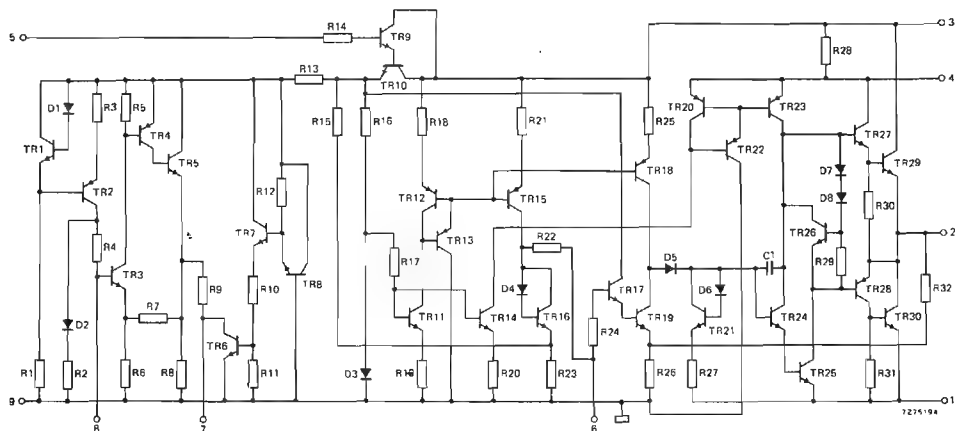 R14
5
TR9
3
R28
R13
TR10
4
D1
R3
R5
R15
R16
R18
R21
R25
TR20
TR23
TR4
TR27
TR1
TR5
TR22
TR29
TR18
D7
TR2
R12
TR12
TR15
D8
R30
TR7
TR13
R22
TR26
2
R4
R17
D5
C1
R29
TR3
R9
R10
TR8
D4
TR17
D6
TR28
R32
R7
TR11
TR14
TR16
R24
TR19
TR21
TR24
TR30
D2
TR6
R1
R2
R6
R8
R11
D3
R19
R20
R23
R26
R27
TR25
R31
9
1
8
7
6
7275194